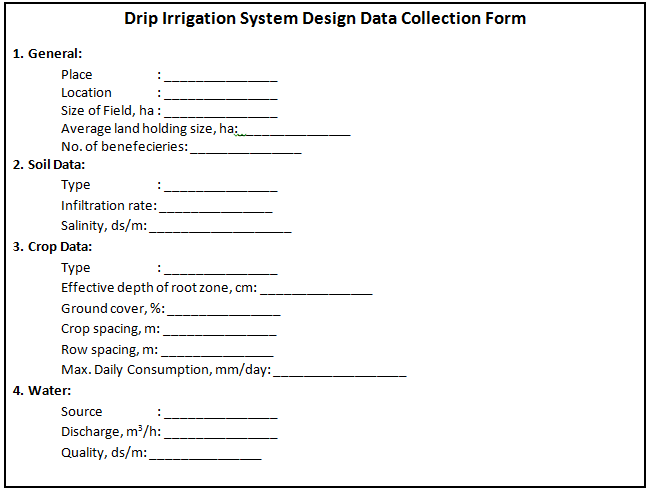 Drip Irrigation System Design Data Collection Form
1. General:
Place : _______________
Location : _______________
Size of Field, ha : _______________
Average land holding size, ha:_______________
No. of benefecieries: _______________
2. Soil Data:
Type : _______________
Infiltration rate: _______________
Salinity, ds/m: ___________________
3. Crop Data:
Type : _______________
Effective depth of root zone, cm: _______________
Ground cover, %: _______________
Crop spacing, m: _______________
Row spacing, m: _______________
Max. Daily Consumption, mm/day: __________________
4. Water:
Source : _______________
Discharge, m³/h: _______________
Quality, ds/m: _______________